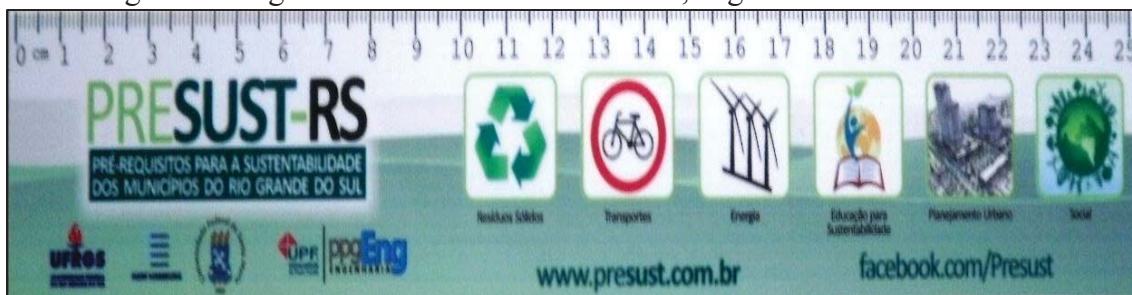 0 cm 1 2 3 4 5 6 7 8 9 10 11 12 13 14 15 16 17 18 19 20 21 22 23 24 25
PRESUST-RS
PRÉ-REQUISITOS PARA A SUSTENTABILIDADE
DOS MUNICÍPIOS DO RIO GRANDE DO SUL
Resíduos Sólidos
Transportes
Energia
Educação para
Sustentabilidade
Planejamento Urbano
Social
UFRGS
UPF
ppgEng
ENGENHARIA
www.presust.com.br
facebook.com/Presust